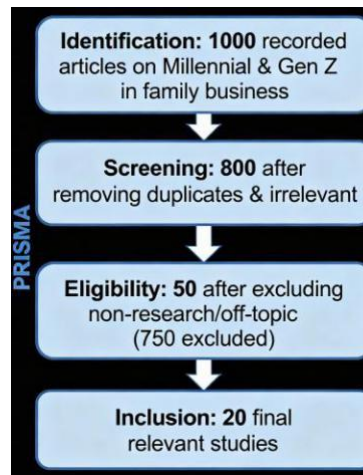 Identification: 1000 recorded
articles on Millennial & Gen Z
in family business
Screening: 800 after
removing duplicates & irrelevant
Eligibility: 50 after excluding
non-research/off-topic
(750 excluded)
Inclusion: 20 final
relevant studies
PRISMA